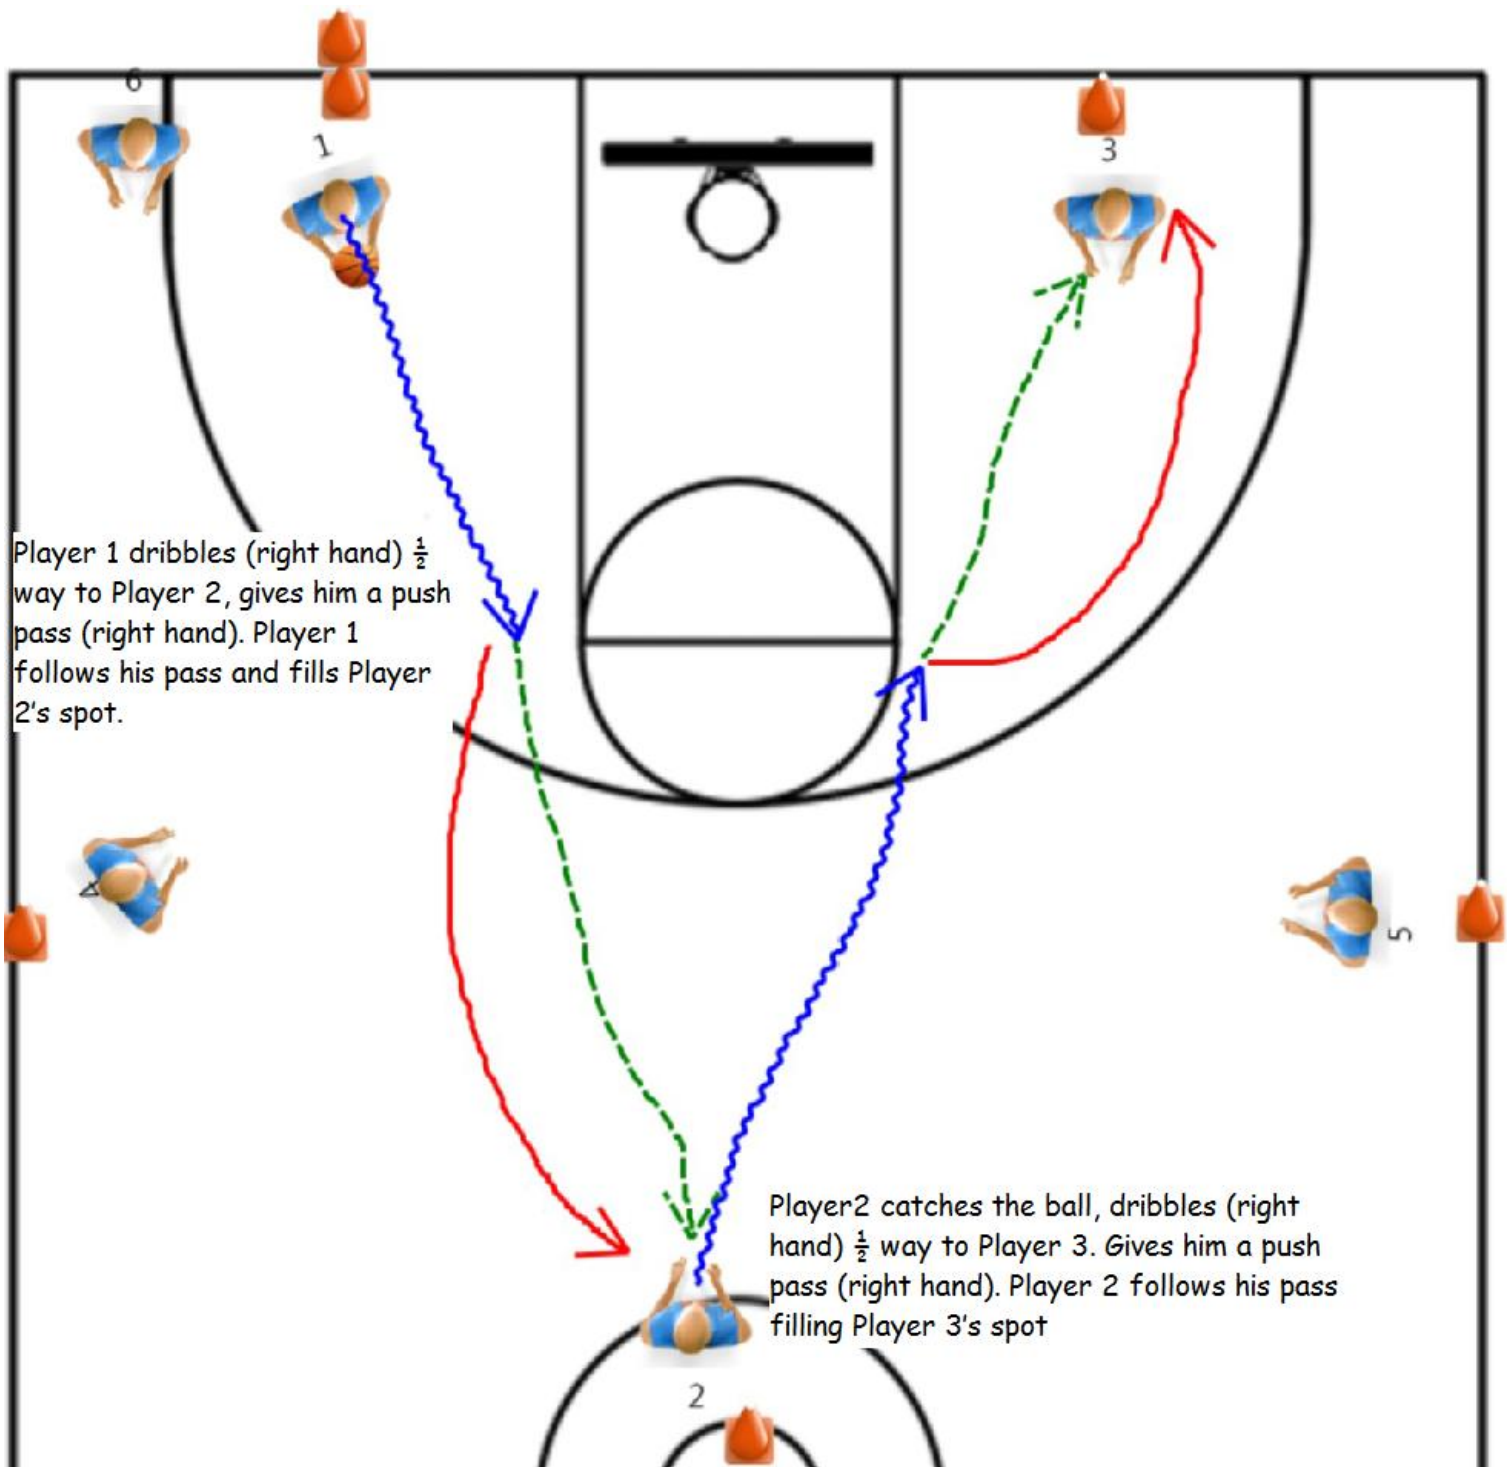 6
1
3
Player 1 dribbles (right hand) ½
way to Player 2, gives him a push
pass (right hand). Player 1
follows his pass and fills Player
2's spot.
4
5
Player2 catches the ball, dribbles (right
hand) ½ way to Player 3. Gives him a push
pass (right hand). Player 2 follows his pass
filling Player 3's spot
2